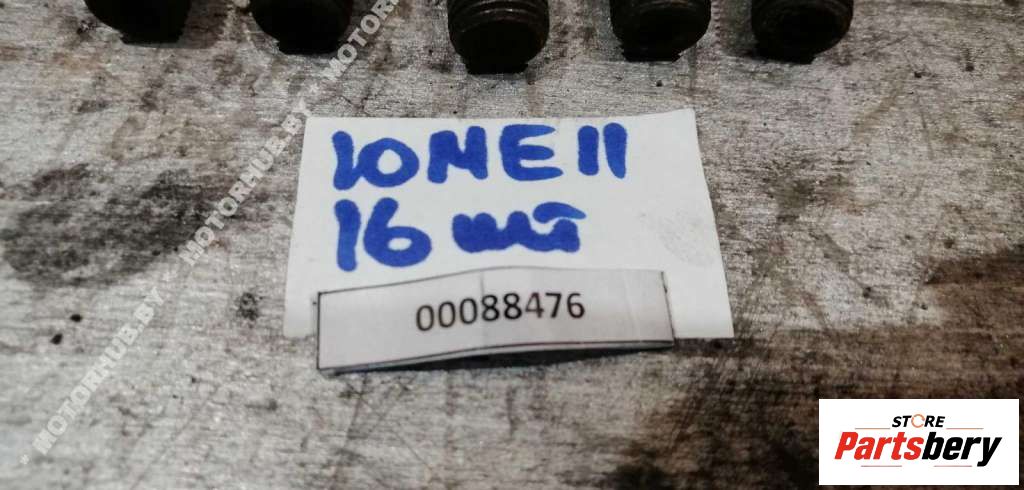 10ME11
16 шт
00088476
STORE
Partsbery
* MOTORHUB.BY * MOTORHUB.BY * MOTORHUB.BY